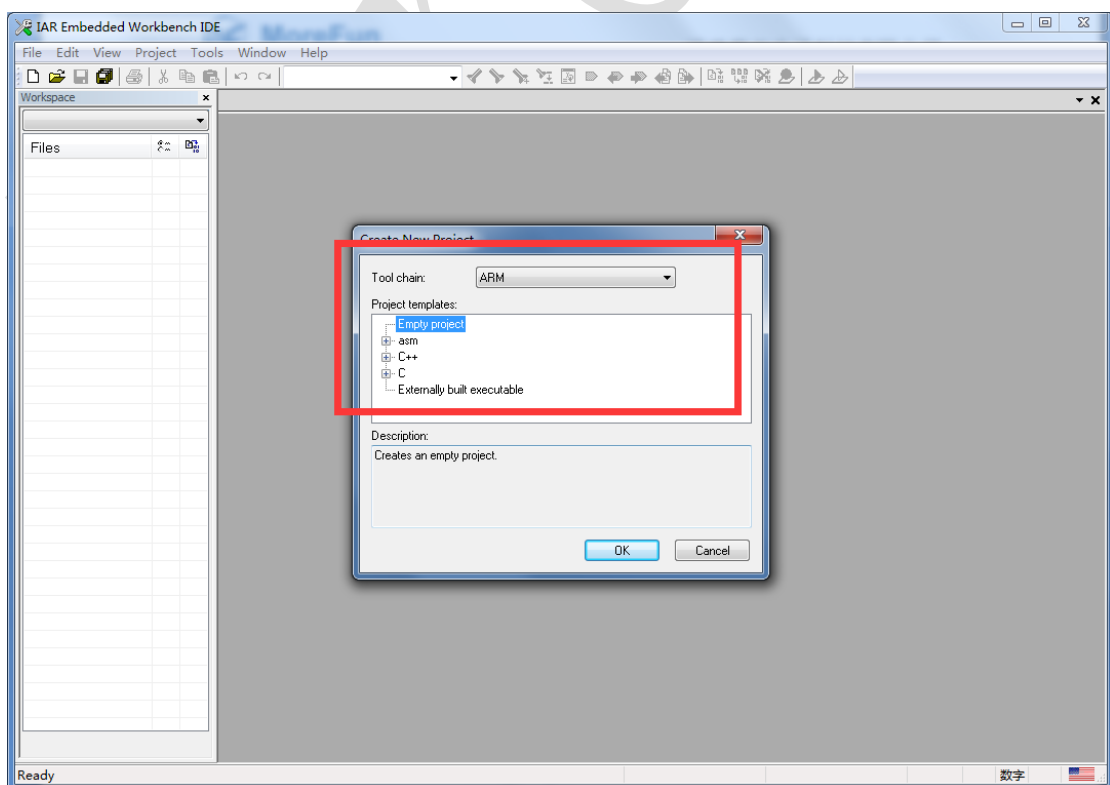 IAR Embedded Workbench IDE
MoreFun
File Edit View Project Tools Window Help
Workspace
Files
Create New Project
Tool chain: ARM
Project templates:
Empty project
asm
C++
C
Externally built executable
Description:
Creates an empty project.
OK Cancel
Ready 数字